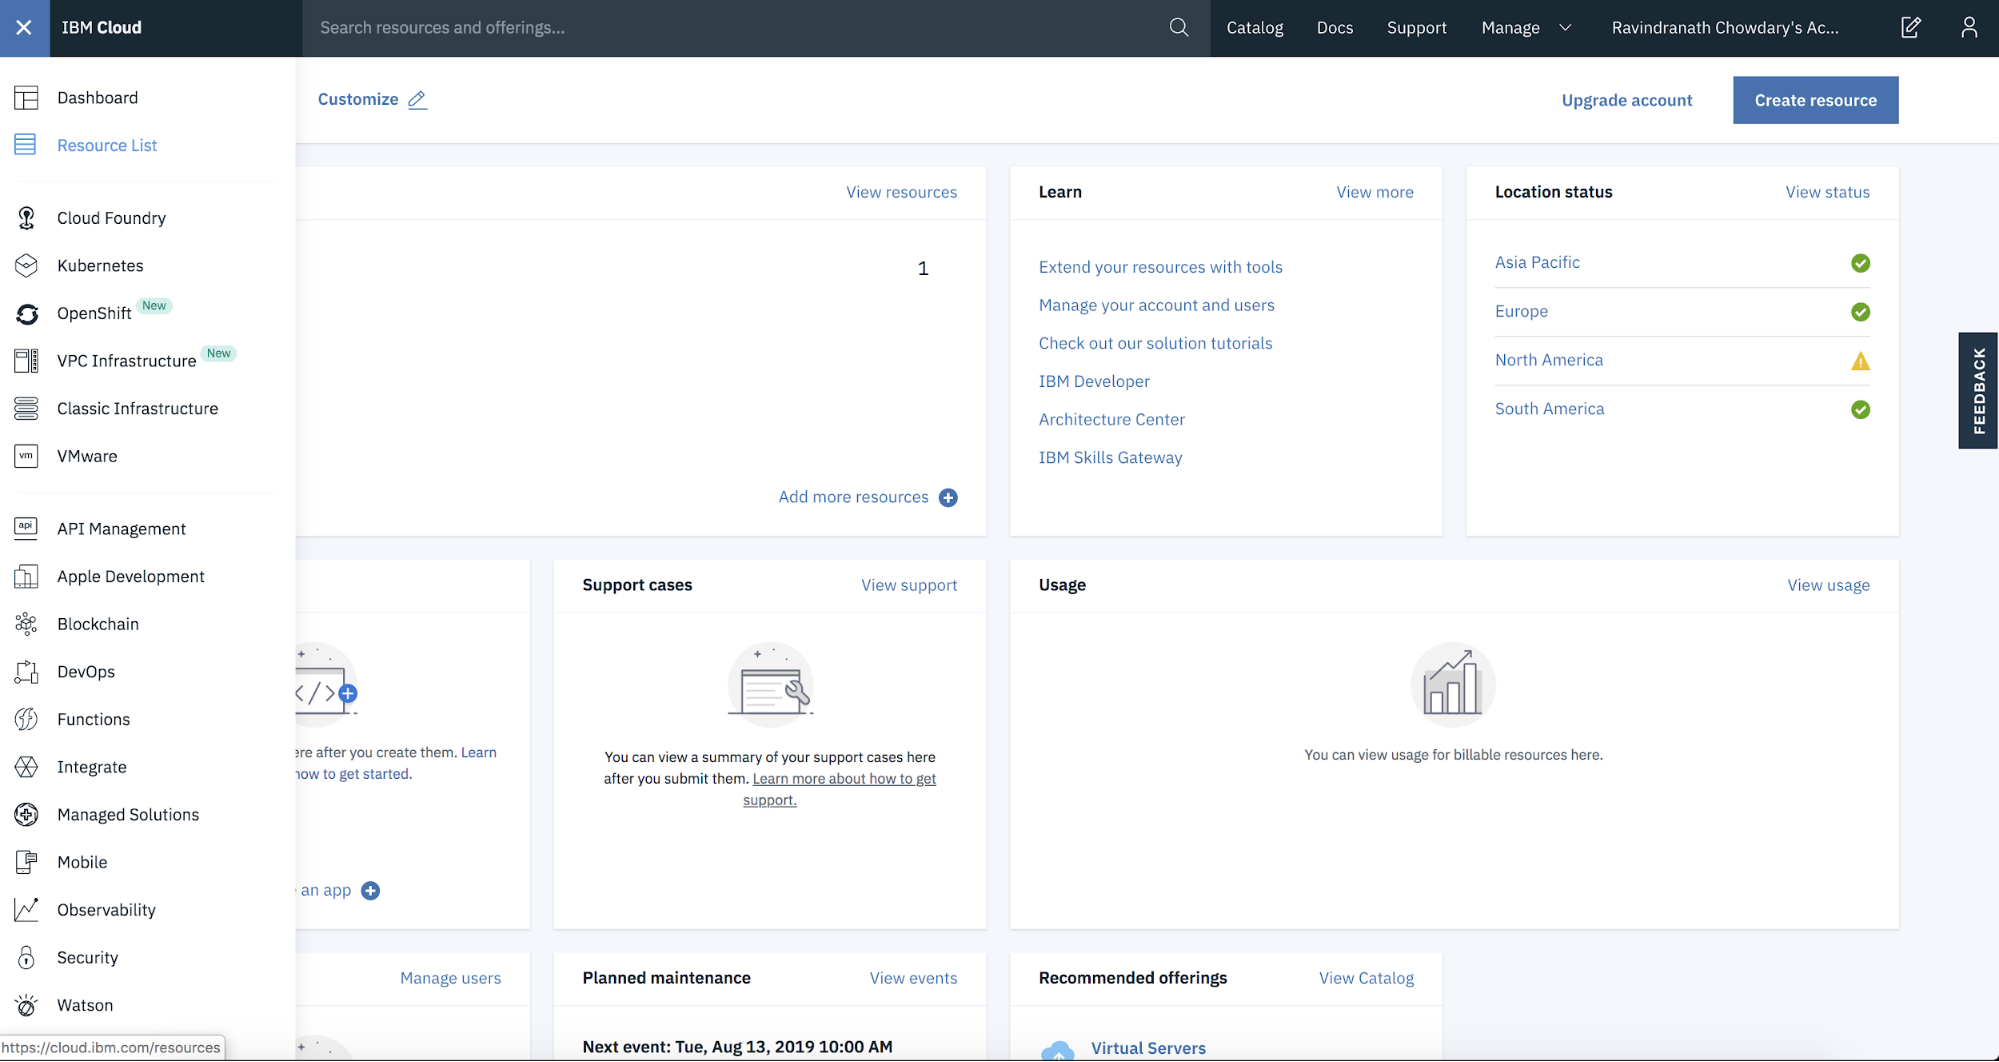 IBM Cloud
Search resources and offerings...
Catalog
Docs
Support
Manage
Ravindranath Chowdary's Ac...
Dashboard
Resource List
Cloud Foundry
Kubernetes
OpenShift New
VPC Infrastructure New
Classic Infrastructure
vm VMware
api API Management
Apple Development
Blockchain
DevOps
Functions
Integrate
Managed Solutions
Mobile
Observability
Security
Watson
https://cloud.ibm.com/resources
Customize
Upgrade account
Create resource
View resources
1
Add more resources
Learn
View more
Extend your resources with tools
Manage your account and users
Check out our solution tutorials
IBM Developer
Architecture Center
IBM Skills Gateway
Location status
View status
Asia Pacific
Europe
North America
South America
FEEDBACK
</>
ere after you create them. Learn
how to get started.
an app
Support cases
View support
You can view a summary of your support cases here
after you submit them. Learn more about how to get
support.
Usage
View usage
You can view usage for billable resources here.
Manage users
Planned maintenance
View events
Next event: Tue, Aug 13, 2019 10:00 AM
Recommended offerings
View Catalog
Virtual Servers